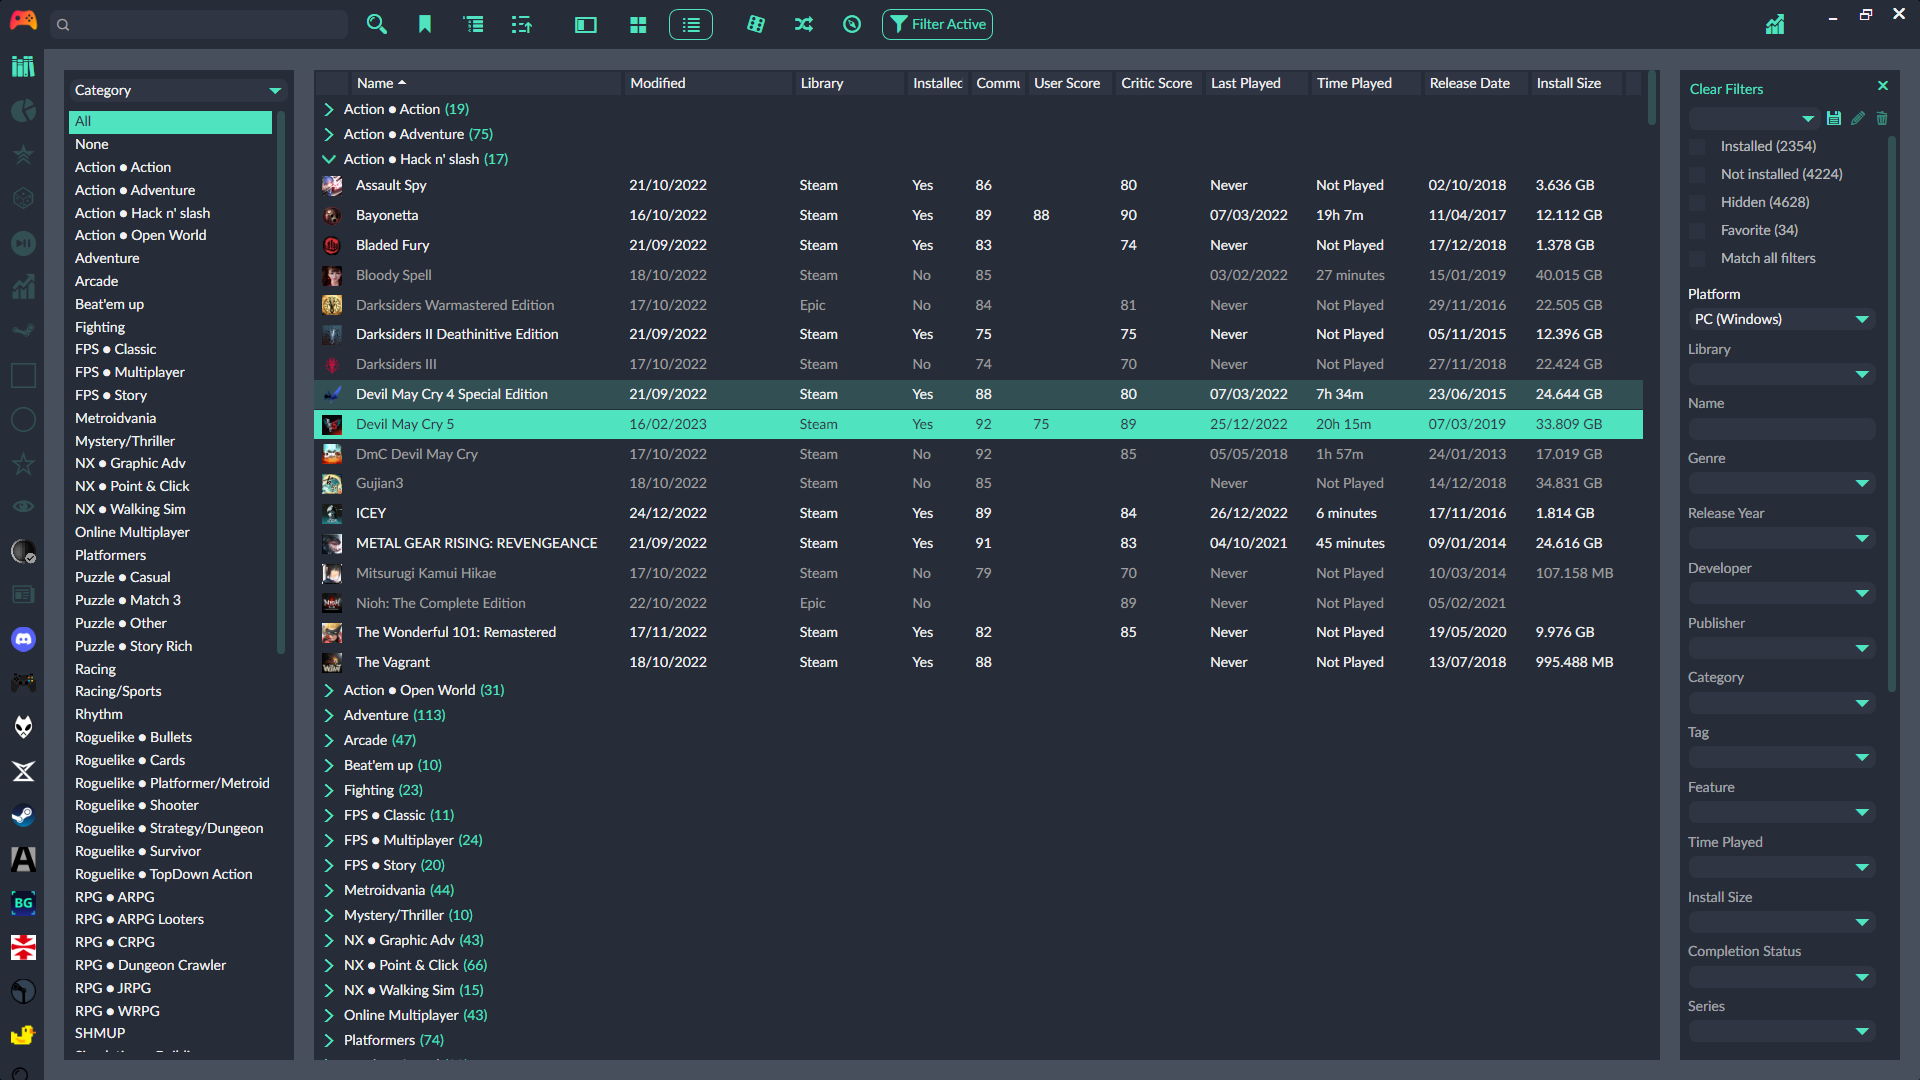 Filter Active
Category
All
None
Action ● Action
Action ● Adventure
Action ● Hack n' slash
Action ● Open World
Adventure
Arcade
Beat'em up
Fighting
FPS ● Classic
FPS ● Multiplayer
FPS ● Story
Metroidvania
Mystery/Thriller
NX ● Graphic Adv
NX ● Point & Click
NX ● Walking Sim
Online Multiplayer
Platformers
Puzzle ● Casual
Puzzle ● Match 3
Puzzle ● Other
Puzzle ● Story Rich
Racing
Racing/Sports
Rhythm
Roguelike ● Bullets
Roguelike ● Cards
Roguelike ● Platformer/Metroid
Roguelike ● Shooter
Roguelike ● Strategy/Dungeon
Roguelike ● Survivor
Roguelike ● TopDown Action
RPG ● ARPG
RPG ● ARPG Looters
RPG ● CRPG
RPG ● Dungeon Crawler
RPG ● JRPG
RPG ● WRPG
SHMUP
BG
Name Modified Library Installed Commu User Score Critic Score Last Played Time Played Release Date Install Size
Action ● Action (19)
Action ● Adventure (75)
Action ● Hack n' slash (17)
Assault Spy 21/10/2022 Steam Yes 86 80 Never Not Played 02/10/2018 3.636 GB
Bayonetta 16/10/2022 Steam Yes 89 88 90 07/03/2022 19h 7m 11/04/2017 12.112 GB
Bladed Fury 21/09/2022 Steam Yes 83 74 Never Not Played 17/12/2018 1.378 GB
Bloody Spell 18/10/2022 Steam No 85 03/02/2022 27 minutes 15/01/2019 40.015 GB
Darksiders Warmastered Edition 17/10/2022 Epic No 84 81 Never Not Played 29/11/2016 22.505 GB
Darksiders II Deathinitive Edition 21/09/2022 Steam Yes 75 75 Never Not Played 05/11/2015 12.396 GB
Darksiders III 17/10/2022 Steam No 74 70 Never Not Played 27/11/2018 22.424 GB
Devil May Cry 4 Special Edition 21/09/2022 Steam Yes 88 80 07/03/2022 7h 34m 23/06/2015 24.644 GB
Devil May Cry 5 16/02/2023 Steam Yes 92 75 89 25/12/2022 20h 15m 07/03/2019 33.809 GB
DmC Devil May Cry 17/10/2022 Steam No 92 85 05/05/2018 1h 57m 24/01/2013 17.019 GB
Gujian3 18/10/2022 Steam No 85 Never Not Played 14/12/2018 34.831 GB
ICEY 24/12/2022 Steam Yes 89 84 26/12/2022 6 minutes 17/11/2016 1.814 GB
METAL GEAR RISING: REVENGEANCE 21/09/2022 Steam Yes 91 83 04/10/2021 45 minutes 09/01/2014 24.616 GB
Mitsurugi Kamui Hikae 17/10/2022 Steam No 79 70 Never Not Played 10/03/2014 107.158 MB
Nioh: The Complete Edition 22/10/2022 Epic No 89 Never Not Played 05/02/2021
The Wonderful 101: Remastered 17/11/2022 Steam Yes 82 85 Never Not Played 19/05/2020 9.976 GB
The Vagrant 18/10/2022 Steam Yes 88 Never Not Played 13/07/2018 995.488 MB
Action ● Open World (31)
Adventure (113)
Arcade (47)
Beat'em up (10)
Fighting (23)
FPS ● Classic (11)
FPS ● Multiplayer (24)
FPS ● Story (20)
Metroidvania (44)
Mystery/Thriller (10)
NX ● Graphic Adv (43)
NX ● Point & Click (66)
NX ● Walking Sim (15)
Online Multiplayer (43)
Platformers (74)
Clear Filters
Installed (2354)
Not installed (4224)
Hidden (4628)
Favorite (34)
Match all filters
Platform
PC (Windows)
Library
Name
Genre
Release Year
Developer
Publisher
Category
Tag
Feature
Time Played
Install Size
Completion Status
Series